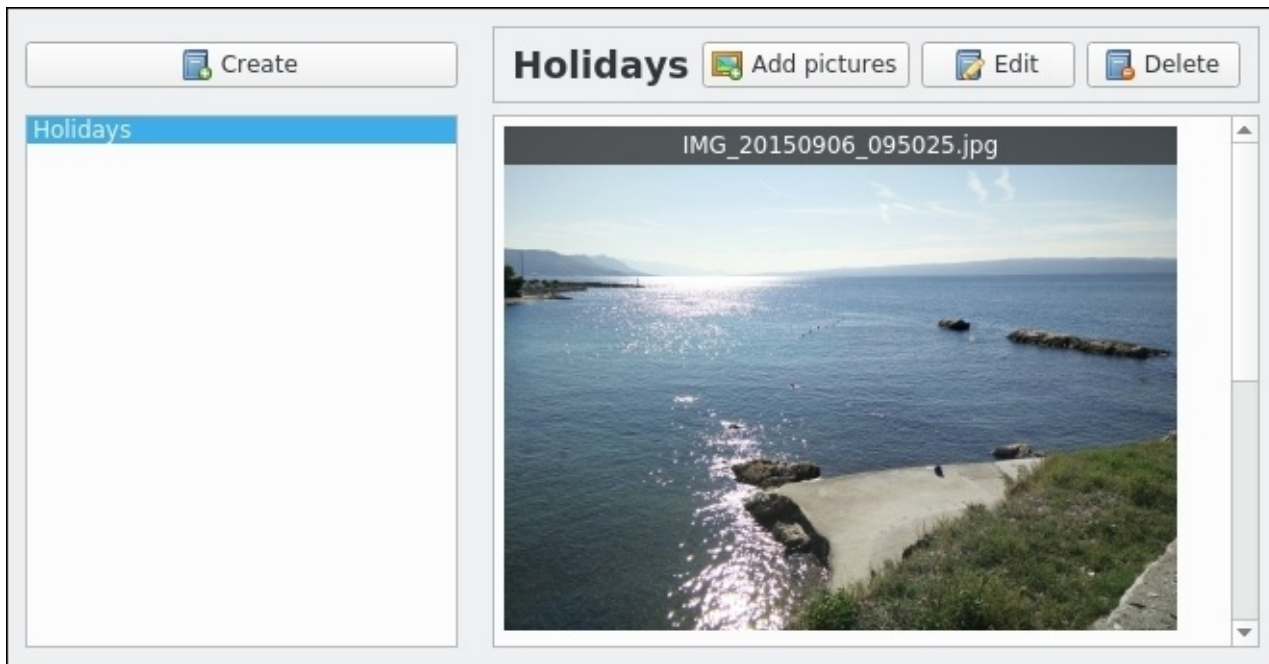 Create
Holidays
Holidays
Add pictures
Edit
Delete
IMG_20150906_095025.jpg